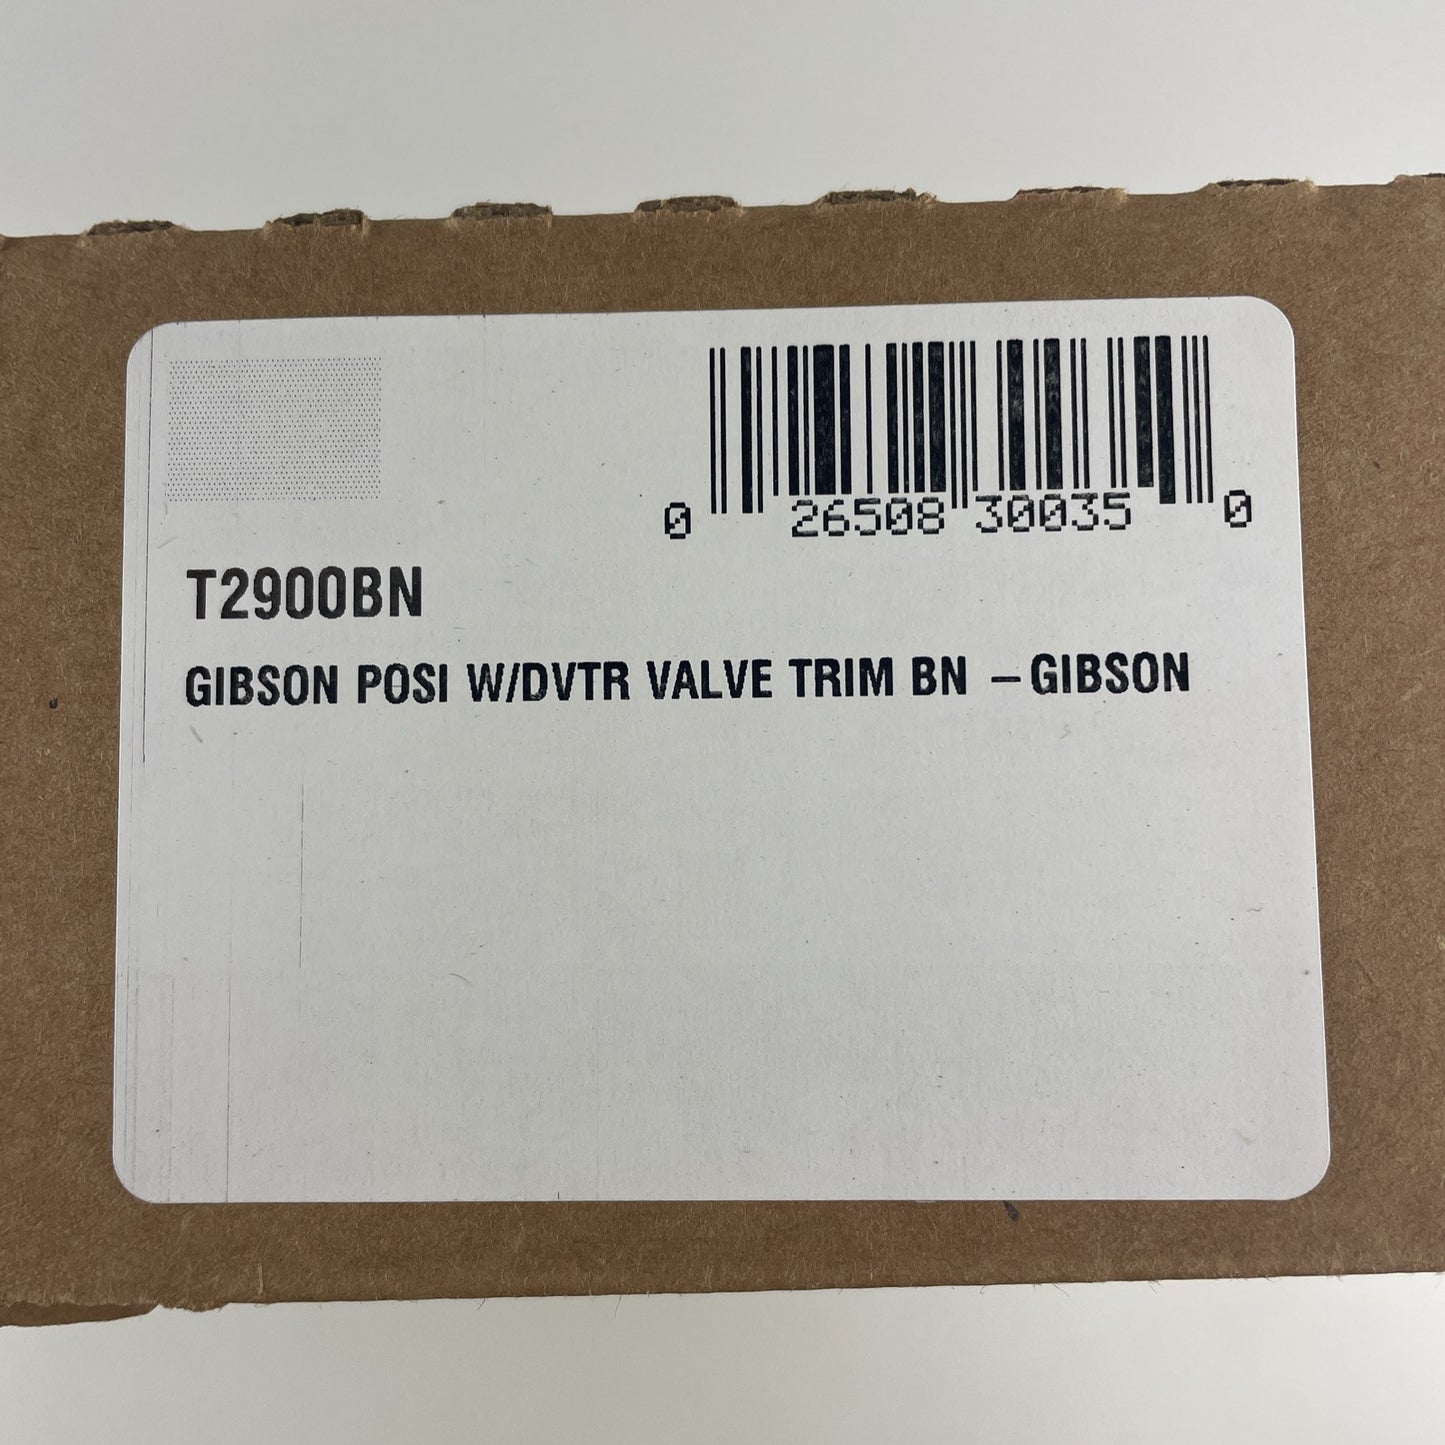 0 26508 30035 0
T2900BN
GIBSON POSI W/DVTR VALVE TRIM BN –GIBSON